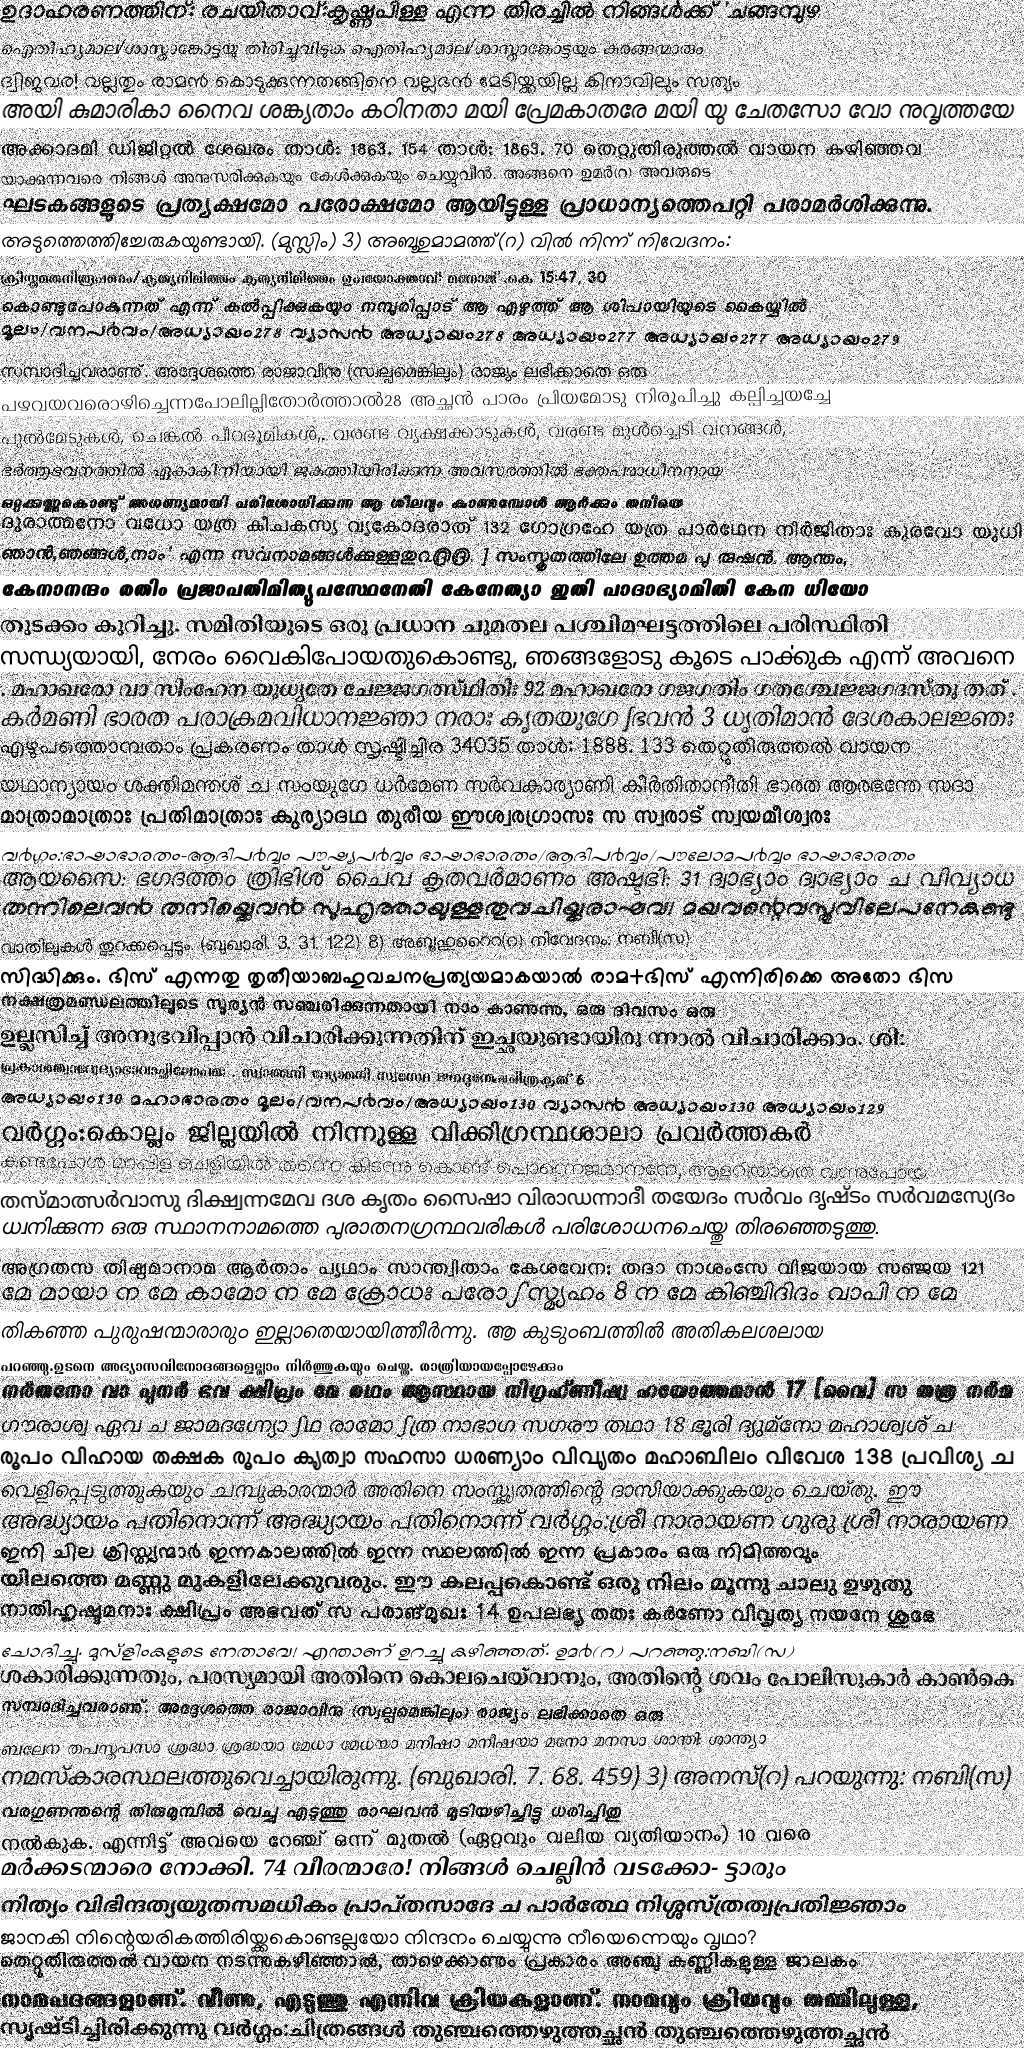 ഉദാഹരണത്തിന്: രചയിതാവ്:കൃഷ്ണപിള്ള എന്ന തിരച്ചിൽ നിങ്ങൾക്ക് 'ചങ്ങമ്പുഴ
ഐതിഹ്യമാല/ശാസ്താങ്കോട്ടയു തിരിച്ചുവിടുക ഐതിഹ്യമാല/ശാസ്താങ്കോട്ടയും കുരങ്ങന്മാരും
ദ്വിജവര! വല്ലതും രാമൻ കൊടുക്കുന്നതങ്ങിനെ വല്ലഭൻ മേടിയ്ക്കയില്ല കിനാവിലും സത്യം
അയി കുമാരികാ നൈവ ശങ്ക്യതാം കഠിനതാ മയി പ്രേമകാതരേ മയി യു ചേതസോ വോ നുവൃത്തയേ
അക്കാദമി ഡിജിറ്റൽ ശേഖരം താൾ: 1863. 154 താൾ: 1863. 70 തെറ്റുതിരുത്തൽ വായന കഴിഞ്ഞവ
യാക്കുന്നവരെ നിങ്ങൾ അനുസരിക്കുകയും കേൾക്കുകയും ചെയ്യുവിൻ. അങ്ങനെ ഉമർ(റ) അവരുടെ
ഘടകങ്ങളുടെ പ്രത്യക്ഷമോ പരോക്ഷമോ ആയിട്ടുള്ള പ്രാധാന്യത്തെപറ്റി പരാമർശിക്കുന്നു.
അടുത്തെത്തിച്ചേരുകയുണ്ടായി. (മുസ്ലിം) 3) അബൂഉമാമത്ത്(റ) വിൽ നിന്ന് നിവേദനം:
ക്രിസ്തുമതനിരൂപണം/കൃത്യനിമിത്തം കൃത്യനിമിത്തം 15:47, 30
കൊണ്ടുപോകുന്നത് എന്ന് കൽപ്പിക്കുകയും നമ്പൂരിപ്പാട് ആ എഴുത്ത് ആ ശിപായിയുടെ കൈയ്യിൽ
മൂലം/വനപർവം/അധ്യായം278 വ്യാസൻ അധ്യായം278 അധ്യായം277 അധ്യായം277 അധ്യായം279
സമ്പാദിച്ചവരാണ്. അദ്ദേശത്തെ രാജാവിനു (സ്വല്പമെങ്കിലും) രാജ്യം ലഭിക്കാതെ ഒരു
പഴവയവരൊഴിച്ചെന്നപോലില്ലിതോർത്താൽ28 അച്ഛൻ പാരം പ്രിയമോടു നിരൂപിച്ചു കല്പിച്ചയച്ചേ
പുൽമേടുകൾ, ചെങ്കൽ പീഠഭൂമികൾ,. വരണ്ട വൃക്ഷക്കാടുകൾ, വരണ്ട മുൾച്ചെടി വനങ്ങൾ,
ഭർത്തൃഭവനത്തിൽ ഏകാകിനിയായി ജകത്തിയിരിക്കുന്ന അവസരത്തിൽ ഭക്തപരാധീനനായ
ആ ശീലവും കാണുമ്പോൾ ആർക്കും തനിയെ
ദുരാത്മനോ വധോ യത്ര കീചകസ്യ വൃകോദരാത് 132 ഗോഗ്രഹേ യത്ര പാർഥേന നിർജിതാഃ കുരവോ യുധി
ഞാൻ,ഞങ്ങൾ,നാം' എന്ന സവനാമങ്ങൾക്കുള്ളതുവ്ദദ്ദ. ] സംസ്കൃതത്തിലേ ഉത്തമ പു രുഷൻ. ആന്തം,
കേനാനന്ദം രതിം പ്രജാപതിമിത്യുപസ്ഥേനേതി കേനേത്യാ ഇതി പാദാഭ്യാമിതി കേന ധിയോ
തുടക്കം കുറിച്ചു. സമിതിയുടെ ഒരു പ്രധാന ചുമതല പശ്ചിമഘട്ടത്തിലെ പരിസ്ഥിതി
സന്ധ്യയായി, നേരം വൈകിപോയതുകൊണ്ടു, ഞങ്ങളോടു കൂടെ പാൎക്കുക എന്ന് അവനെ
. മഹാഖരോ വാ സിംഹേന യുധ്യതേ ചേജ്ജഗത്സ്ഥിതിഃ 92 മഹാഖരോ ഗജഗതിം ഗതശ്ചേജ്ജഗദസ്തു തത് .
കർമണി ഭാരത പരാക്രമവിധാനജ്ഞാ നരാഃ കൃതയുഗേ ഽഭവൻ 3 ധൃതിമാൻ ദേശകാലജ്ഞഃ
എഴുപത്തൊമ്പതാം പ്രകരണം താൾ സൃഷ്ടിച്ചിര 34035 താൾ: 1888. 133 തെറ്റുതിരുത്തൽ വായന
യഥാന്യായം ശക്തിമന്തശ് ച സംയുഗേ ധർമേണ സർവകാര്യാണി കീർതിതാനീതി ഭാരത ആരഭന്തേ സദാ
മാത്രാമാത്രാഃ പ്രതിമാത്രാഃ കുര്യാദഥ തുരീയ ഈശ്വരഗ്രാസഃ സ സ്വരാട് സ്വയമീശ്വരഃ
വർഗ്ഗം:ഭാഷാഭാരതം-ആദിപർവ്വം പൗഷ്യപർവ്വം ഭാഷാഭാരതം/ആദിപർവ്വം/പൗലോമപർവ്വം ഭാഷാഭാരതം
ആയസൈഃ ഭഗദത്തം ത്രിഭിശ് ചൈവ കൃതവർമാണം അഷ്ടഭിഃ 31 ദ്വാഭ്യാം ദ്വാഭ്യാം ച വിവ്യാധ
തന്നിലെവൻ തനിയ്ക്കെവൻ സുഹൃത്തായുള്ളതുവചിയ്ക്കരാഘവ! മയവന്റെവസ്തുവിലേപനേകണ്ടു
വാതിലുകൾ തുറക്കപ്പെടും. (ബുഖാരി. 3. 31. 122) 8) അബൂഹുറൈറ(റ) നിവേദനം: നബി(സ)
സിദ്ധിക്കും. ഭിസ് എന്നതു തൃതീയാബഹുവചനപ്രത്യയമാകയാൽ രാമ+ഭിസ് എന്നിരിക്കെ അതോ ഭിസ
നക്ഷത്രമണ്ഡലത്തിലൂടെ സൂര്യൻ സഞ്ചരിക്കുന്നതായി നാം കാണുന്നു, ഒരു ദിവസം ഒരു
ഉല്ലസിച്ച് അനുഭവിപ്പാൻ വിചാരിക്കുന്നതിന് ഇച്ഛയുണ്ടായിരു ന്നാൽ വിചാരിക്കാം. ശി:
അധ്യായം130 മഹാഭാരതം മൂലം/വനപർവം/അധ്യായം130 വ്യാസൻ അധ്യായം130 അധ്യായം129
വർഗ്ഗം:കൊല്ലം ജില്ലയിൽ നിന്നുള്ള വിക്കിഗ്രന്ഥശാലാ പ്രവർത്തകർ
കണ്ടപ്പോൾ മാപ്പിള വെളിയിൽ തന്നെ കിടന്നു കൊണ്ട് പൊന്നെജമാനനേ, ആളറിയാതെ വന്നുപോയ
തസ്മാത്സർവാസു ദിക്ഷ്വന്നമേവ ദശ കൃതം സൈഷാ വിരാഡന്നാദീ തയേദം സർവം ദൃഷ്ടം സർവമസ്യേദം
ധ്വനിക്കുന്ന ഒരു സ്ഥാനനാമത്തെ പുരാതനഗ്രന്ഥവരികൾ പരിശോധനചെയ്തു തിരഞ്ഞെടുത്തു.
അഗ്രതസ തിഷ്ഠമാനാമ ആർതാം പൃഥാം സാന്ത്വിതാം കേശവേന; തദാ നാശംസേ വിജയായ സഞ്ജയ 121
മേ മായാ ന മേ കാമോ ന മേ ക്രോധഃ പരോ ഽസ്മ്യഹം 8 ന മേ കിഞ്ചിദിദം വാപി ന മേ
തികഞ്ഞ പുരുഷന്മാരാരും ഇല്ലാതെയായിത്തീർന്നു. ആ കുടുംബത്തിൽ അതികലശലായ
പറഞ്ഞു.ഉടനെ അഭ്യാസവിനോദങ്ങളെല്ലാം നിർത്തുകയും ചെയ്തു. രാത്രിയായപ്പോഴേക്കും
നർതനോ വാ പുനർ ഭവ ക്ഷിപ്രം മേ രഥം ആസ്ഥായ നിഗൃഹ്ണീഷ്വ ഹയോത്തമാൻ 17 [വൈ] സ തത്ര നർമ
ഗൗരാശ്വ ഏവ ച ജാമദഗ്ന്യോ ഽഥ രാമോ ഽത്ര നാഭാഗ സഗരൗ തഥാ 18 ഭൂരി ദ്യുമ്നോ മഹാശ്വശ് ച
രൂപം വിഹായ തക്ഷക രൂപം കൃത്വാ സഹസാ ധരണ്യാം വിവൃതം മഹാബിലം വിവേശ 138 പ്രവിശ്യ ച
വെളിപ്പെടുത്തുകയും ചമ്പുകാരന്മാർ അതിനെ സംസ്കൃതത്തിന്റെ ദാസിയാക്കുകയും ചെയ്തു. ഈ
അദ്ധ്യായം പതിനൊന്ന് അദ്ധ്യായം പതിനൊന്ന് വർഗ്ഗം:ശ്രീ നാരായണ ഗുരു ശ്രീ നാരായണ
ഇനി ചില ക്രിസ്ത്യന്മാർ ഇന്നകാലത്തിൽ ഇന്ന സ്ഥലത്തിൽ ഇന്ന പ്രകാരം ഒരു നിമിത്തവും
യിലത്തെ മണ്ണു മുകളിലേക്കുവരും. ഈ കലപ്പകൊണ്ട് ഒരു നിലം മൂന്നു ചാലു ഉഴുതു
നാതിഹൃഷ്ടമനാഃ ക്ഷിപ്രം അഭവത് സ പരാങ്മുഖഃ 14 ഉപലഭ്യ തതഃ കർണോ വിവൃത്യ നയനേ ശുഭേ
ചോദിച്ചു: മുസ്ളിംകളുടെ നേതാവേ! എന്താണ് ഉറച്ചു കഴിഞ്ഞത്: ഉമർ(റ) പറഞ്ഞു:നബി(സ)
ശകാരിക്കുന്നതും, പരസ്യമായി അതിനെ കൊലചെയ്‌വാനും, അതിന്റെ ശവം പോലീസുകാർ കാൺകെ
സമ്പാദിച്ചവരാണ്. അദ്ദേശത്തെ രാജാവിനു (സ്വല്പമെങ്കിലും) രാജ്യം ലഭിക്കാതെ ഒരു
ബലേന തപസ്തപസാ ശ്രദ്ധാ ശ്രദ്ധയാ മേധാ മേധയാ മനീഷാ മനീഷയാ മനോ മനസാ ശാന്തിഃ ശാന്ത്യാ
നമസ്കാരസ്ഥലത്തുവെച്ചായിരുന്നു. (ബുഖാരി. 7. 68. 459) 3) അനസ്(റ) പറയുന്നു: നബി(സ)
വരഗുണന്തന്റെ തിരുമുമ്പിൽ വെച്ചു എടുത്തു രാഘവൻ മുടിയഴിച്ചിട്ടു ധരിച്ചിതു
നൽകുക. എന്നിട്ട് അവയെ റേഞ്ച് ഒന്ന് മുതൽ (ഏറ്റവും വലിയ വ്യതിയാനം) 10 വരെ
മർക്കടന്മാരെ നോക്കി. 74 വീരന്മാരേ! നിങ്ങൾ ചെല്ലിൻ വടക്കോ- ട്ടാരും
നിത്യം വിഭിന്ദത്യയുതസമധികം പ്രാപ്തസാദേ ച പാർത്ഥേ നിശ്ശസ്ത്രത്വപ്രതിജ്ഞാം
ജാനകി നിന്റെയരികത്തിരിയ്ക്കുകൊണ്ടല്ലയോ നിന്ദനം ചെയ്യുന്നു നീയെന്നെയും വൃഥാ?
തെറ്റുതിരുത്തൽ വായന നടന്നുകഴിഞ്ഞാൽ, താഴെക്കാണും പ്രകാരം അഞ്ചു കണ്ണികളുള്ള ജാലകം
നാമപദങ്ങളാണ്. വീണു, എടുത്തു എന്നിവ ക്രിയകളാണ്. നാമവും ക്രിയവും തമ്മിലുള്ള,
സൃഷ്ടിച്ചിരിക്കുന്നു വർഗ്ഗം:ചിത്രങ്ങൾ തുഞ്ചത്തെഴുത്തച്ഛൻ തുഞ്ചത്തെഴുത്തച്ഛൻ